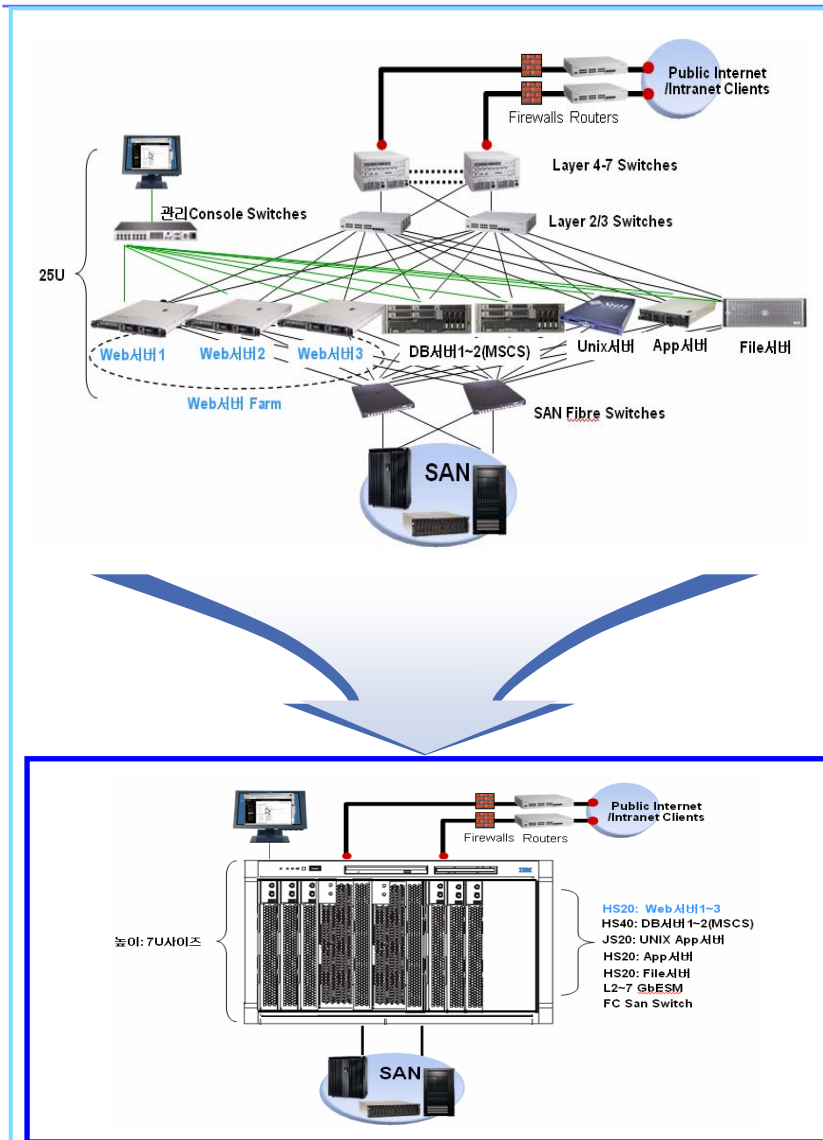 Public Internet
/Intranet Clients
Firewalls Routers
Layer 4-7 Switches
관리Console Switches
Layer 2/3 Switches
25U
Web서버1
Web서버2
Web서버3
DB서버1~2(MSCS)
Unix서버
App서버
File서버
Web서버 Farm
SAN Fibre Switches
SAN
Public Internet
/Intranet Clients
Firewalls Routers
IBM
높이: 7U사이즈
HS20: Web서버1~3
HS40: DB서버1~2(MSCS)
JS20: UNIX App서버
HS20: App서버
HS20: File서버
L2~7 GbESM
FC San Switch
SAN